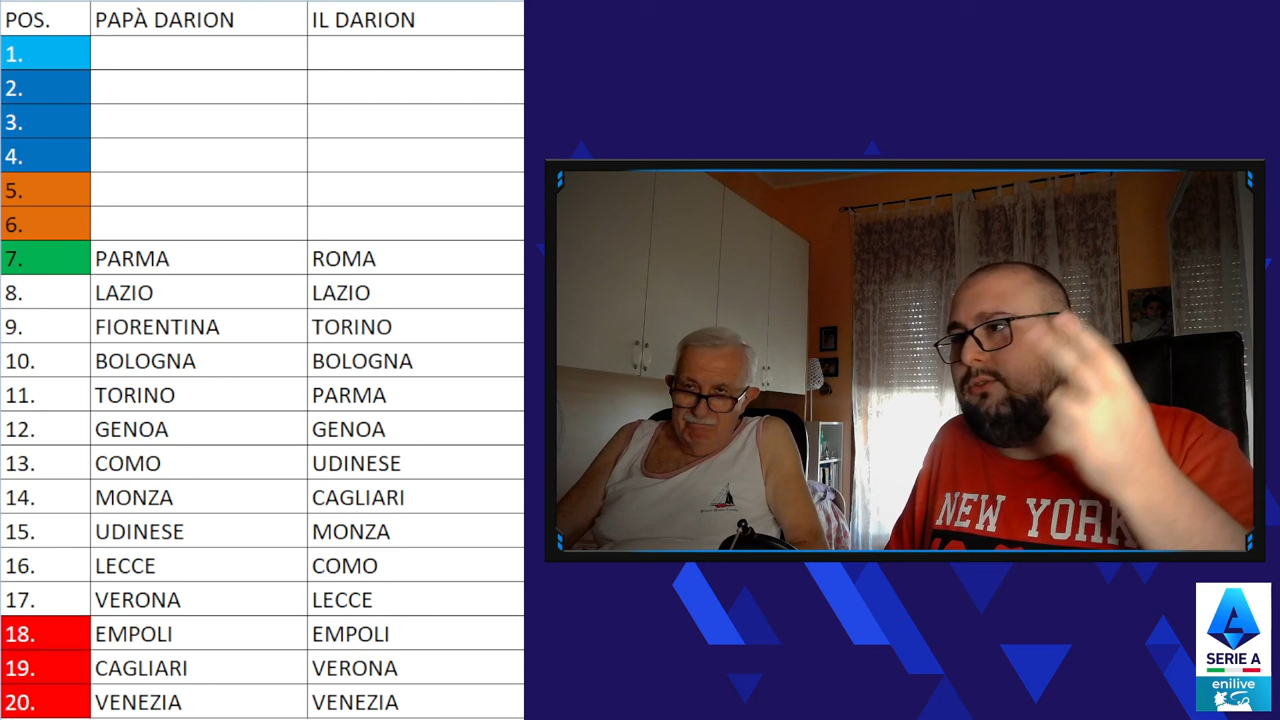 POS. PAPÀ DARION IL DARION
1.
2.
3.
4.
5.
6.
7. PARMA ROMA
8. LAZIO LAZIO
9. FIORENTINA TORINO
10. BOLOGNA BOLOGNA
11. TORINO PARMA
12. GENOA GENOA
13. COMO UDINESE
14. MONZA CAGLIARI
15. UDINESE MONZA
16. LECCE COMO
17. VERONA LECCE
18. EMPOLI EMPOLI
19. CAGLIARI VERONA
20. VENEZIA VENEZIA
NEW YORK
SERIE A
enilive